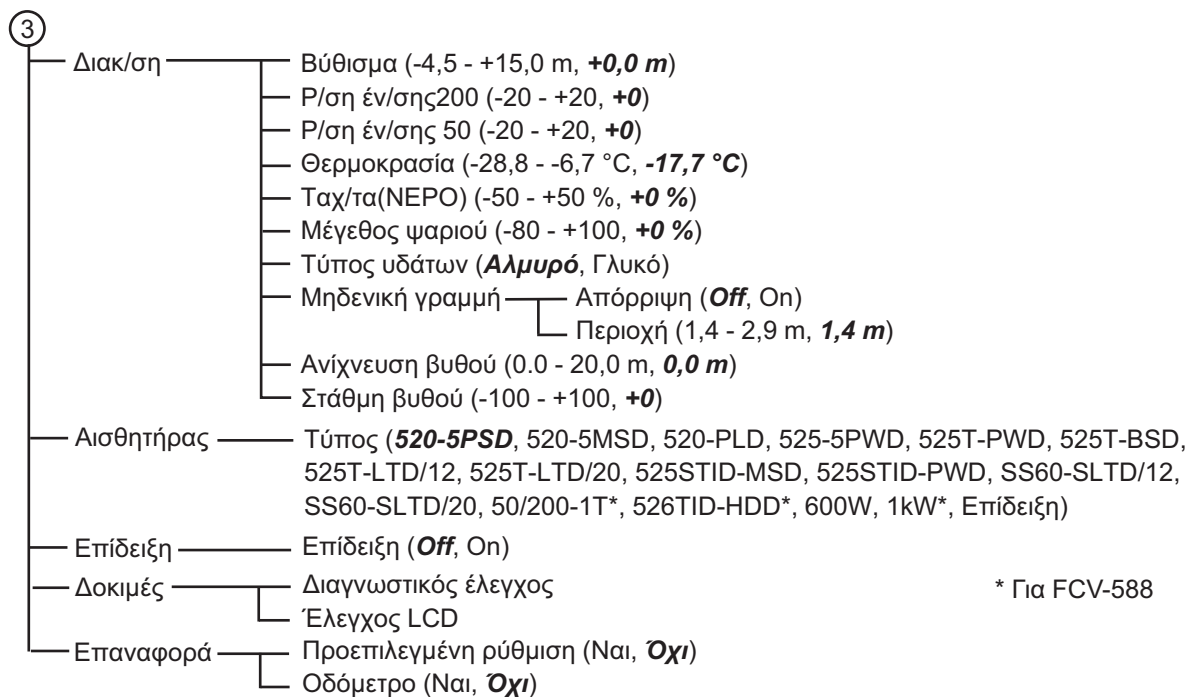 3
Διακ/ση
Βύθισμα (-4,5 - +15,0 m, +0,0 m)
Ρ/ση έν/σης200 (-20 - +20, +0)
Ρ/ση έν/σης 50 (-20 - +20, +0)
Θερμοκρασία (-28,8 - -6,7 °C, -17,7 °C)
Ταχ/τα(ΝΕΡΟ) (-50 - +50 %, +0 %)
Μέγεθος ψαριού (-80 - +100, +0 %)
Τύπος υδάτων (Αλμυρό, Γλυκό)
Μηδενική γραμμή
Απόρριψη (Off, On)
Περιοχή (1,4 - 2,9 m, 1,4 m)
Ανίχνευση βυθού (0.0 - 20,0 m, 0,0 m)
Στάθμη βυθού (-100 - +100, +0)
Αισθητήρας
Τύπος (520-5PSD, 520-5MSD, 520-PLD, 525-5PWD, 525T-PWD, 525T-BSD,
525T-LTD/12, 525T-LTD/20, 525STID-MSD, 525STID-PWD, SS60-SLTD/12,
SS60-SLTD/20, 50/200-1T*, 526TID-HDD*, 600W, 1kW*, Επίδειξη)
Επίδειξη
Επίδειξη (Off, On)
Δοκιμές
Διαγνωστικός έλεγχος
Έλεγχος LCD
* Για FCV-588
Επαναφορά
Προεπιλεγμένη ρύθμιση (Ναι, Όχι)
Οδόμετρο (Ναι, Όχι)